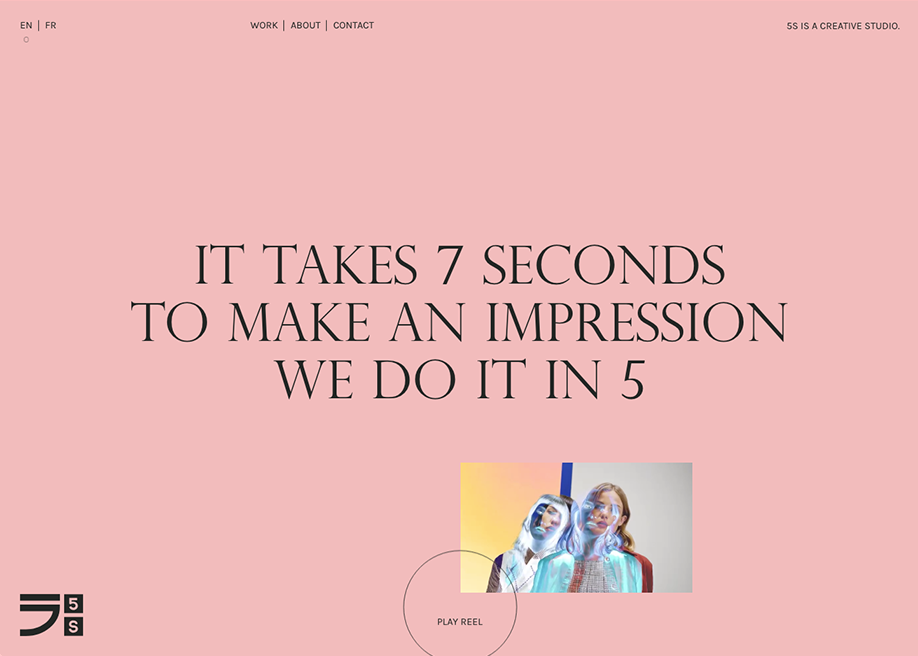 EN | FR
WORK | ABOUT | CONTACT
5S IS A CREATIVE STUDIO.
IT TAKES 7 SECONDS
TO MAKE AN IMPRESSION
WE DO IT IN 5
PLAY REEL
ラ 5
S